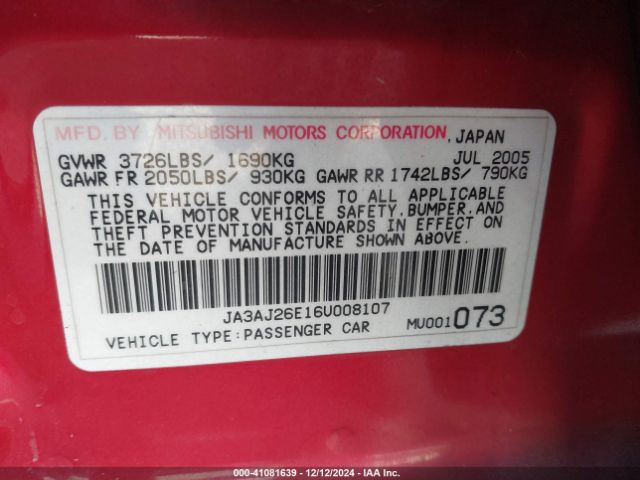 MFD. BY MITSUBISHI MOTORS CORPORATION, JAPAN
GVWR 3726LBS/ 1690KG JUL 2005
GAWR FR 2050LBS/ 930KG GAWR RR 1742LBS/ 790KG
THIS VEHICLE CONFORMS TO ALL APPLICABLE
FEDERAL MOTOR VEHICLE SAFETY, BUMPER, AND
THEFT PREVENTION STANDARDS IN EFFECT ON
THE DATE OF MANUFACTURE SHOWN ABOVE.
JA3AJ26E16U008107
VEHICLE TYPE: PASSENGER CAR MU001073
000-41081639 - 12/12/2024 - IAA Inc.